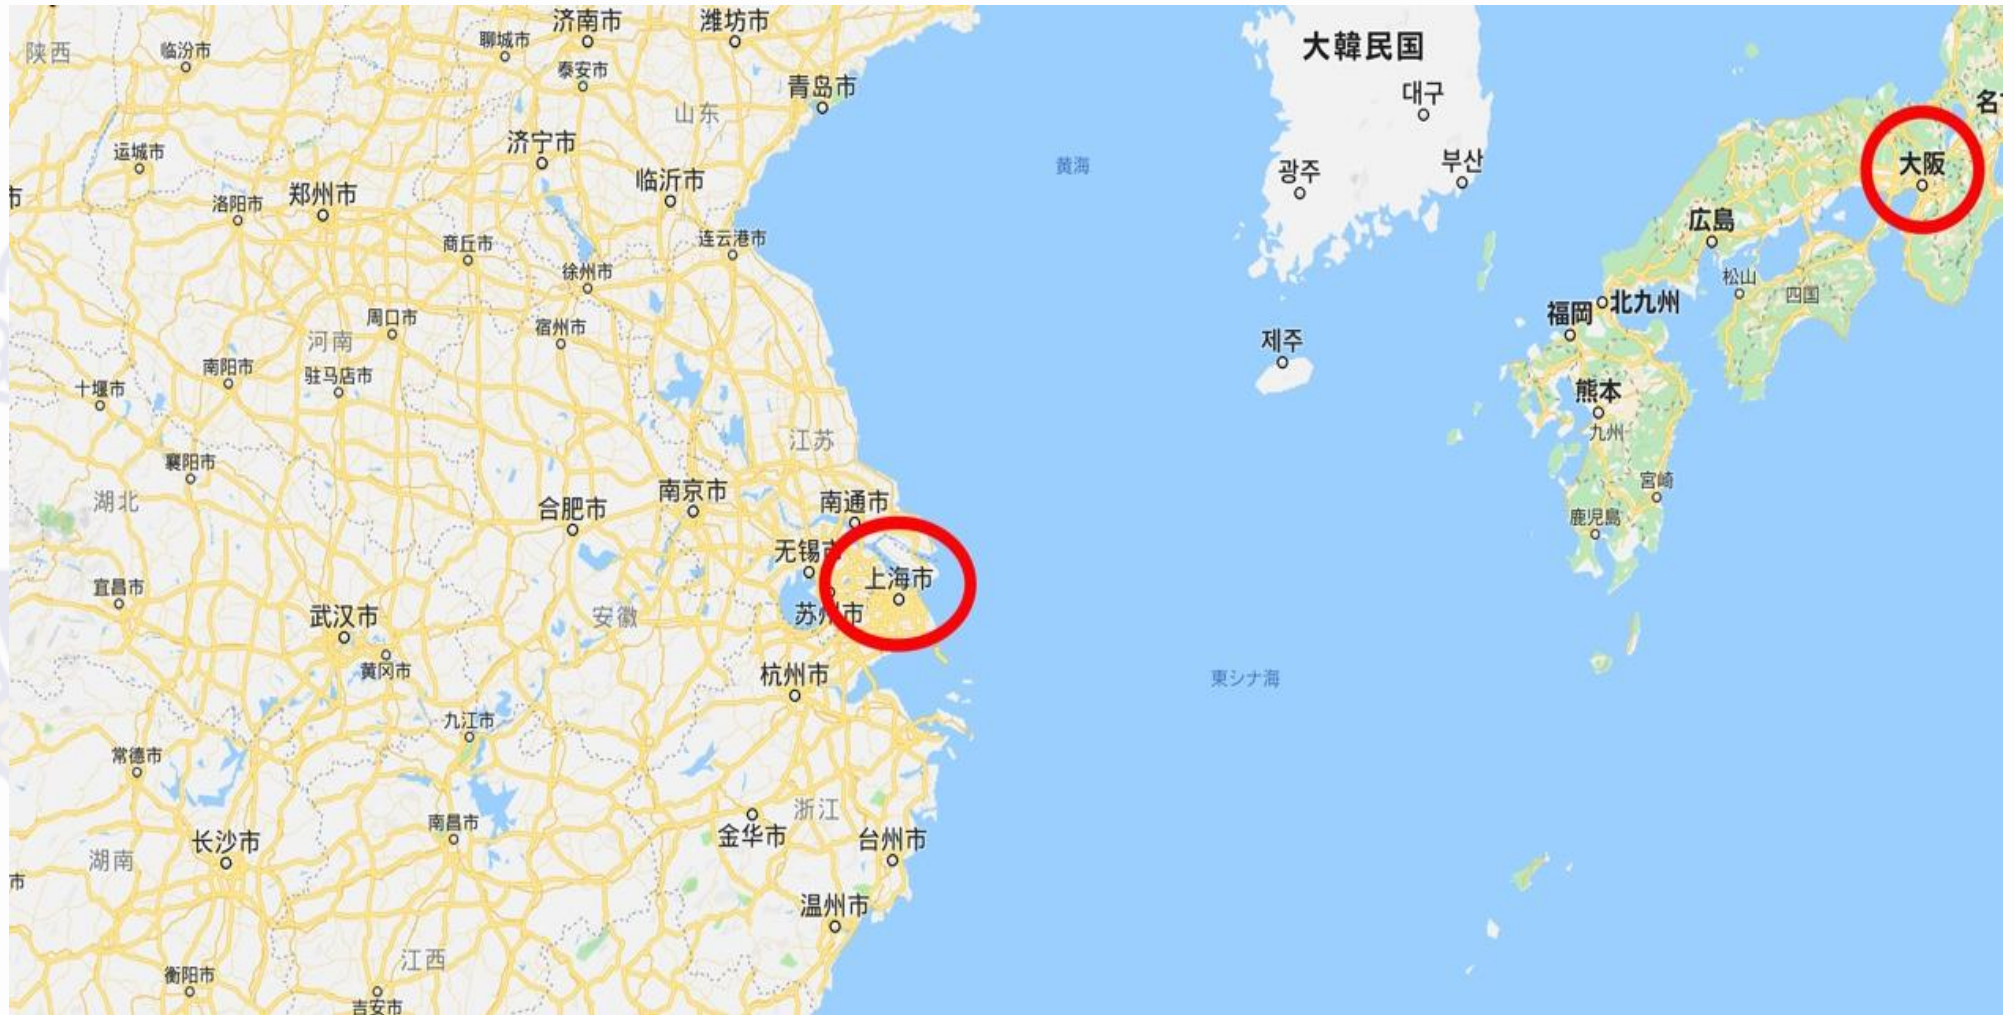 济南市
潍坊市
陕西
临汾市
聊城市
大韓民国
泰安市
青岛市
대구
山东
名
济宁市
运城市
부산
大阪
黄海
광주
临沂市
市
洛阳市
郑州市
広島
商丘市
连云港市
徐州市
松山
四国
北九州
福岡
周口市
宿州市
河南
제주
南阳市
驻马店市
十堰市
熊本
九州
江苏
襄阳市
宮崎
湖北
合肥市
南京市
南通市
鹿児島
无锡市
上海市
宜昌市
武汉市
安徽
苏州市
黄冈市
杭州市
東シナ海
九江市
常德市
浙江
南昌市
金华市
台州市
长沙市
湖南
市
温州市
江西
衡阳市
吉安市